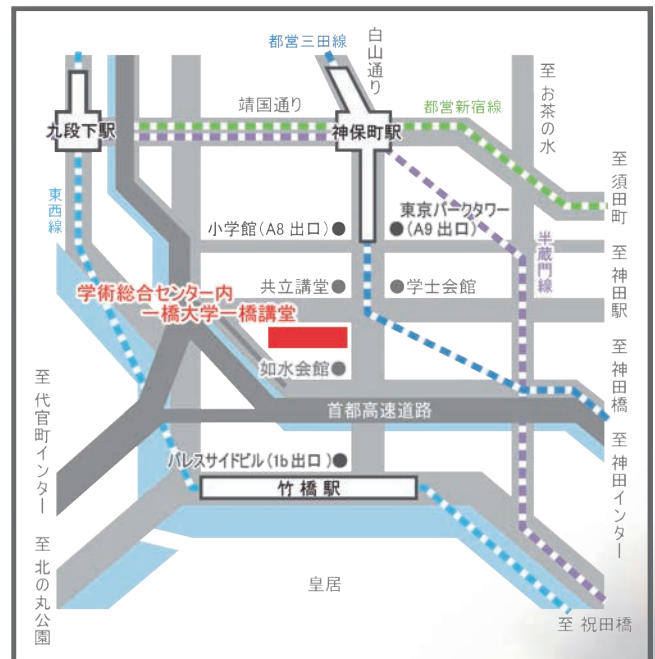 都営三田線
白山通り
靖国通り
都営新宿線
至 お茶の水
九段下駅
神保町駅
至 須田町
東西線
小学館（A8 出口）
東京パークタワー
（A9 出口）
半蔵門線
至 神田駅
共立講堂
学士会館
学術総合センター内
一橋大学一橋講堂
如水会館
至 神田橋
至 代官町インター
首都高速道路
至 神田インター
パレスサイドビル（1b 出口）
竹橋駅
至 北の丸公園
皇居
至 祝田橋